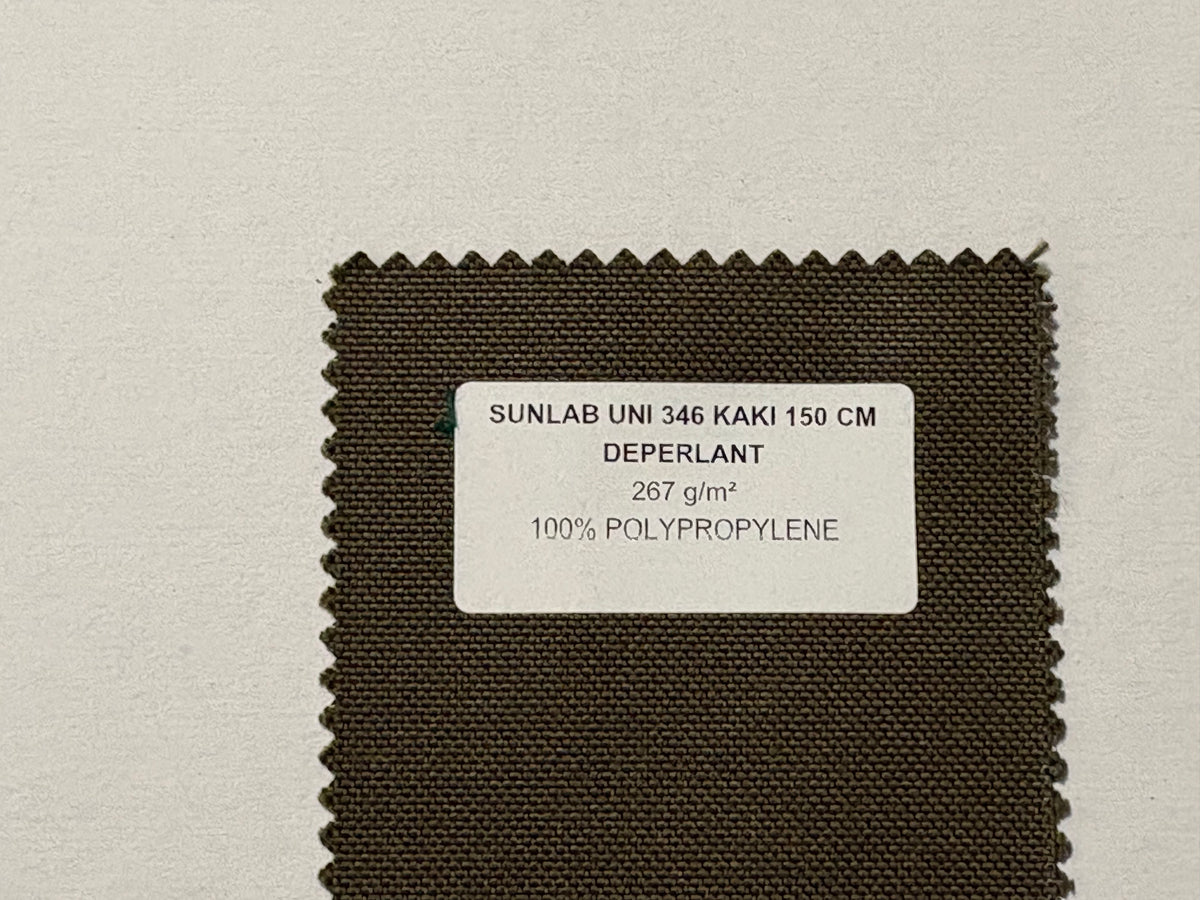 SUNLAB UNI 346 KAKI 150 CM
DEPERLANT
267 g/m²
100% POLYPROPYLENE